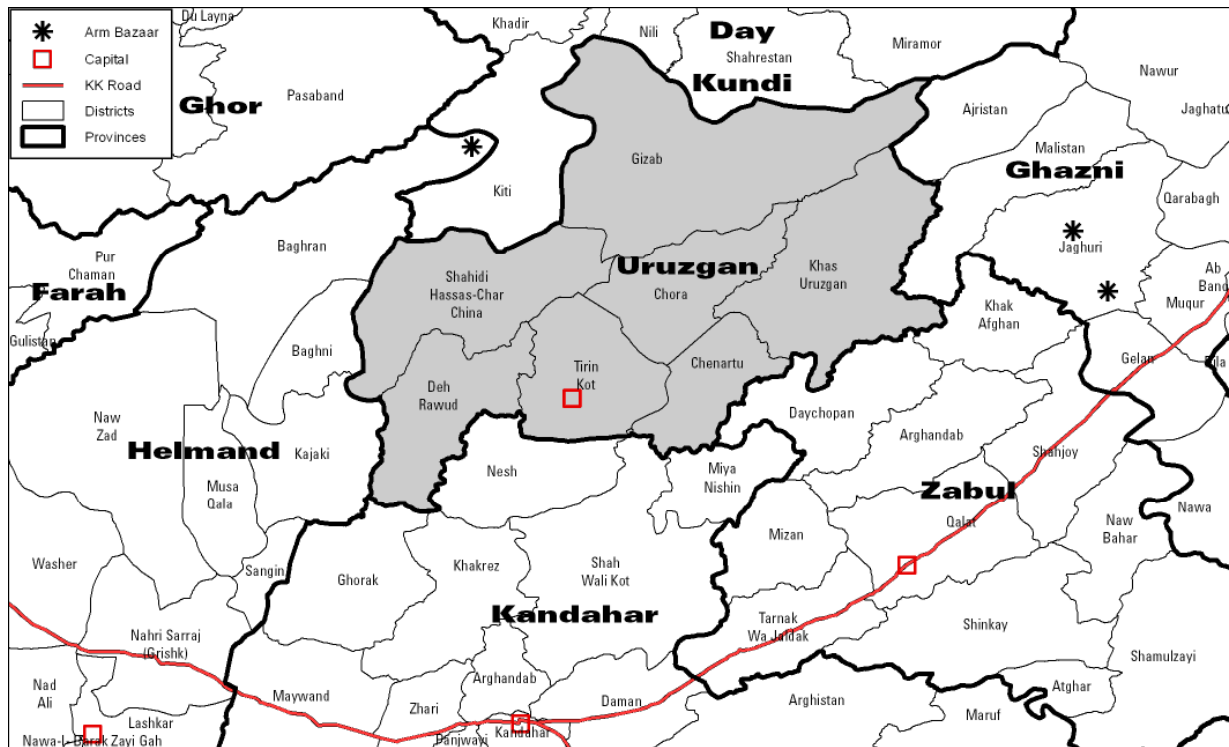 Arm Bazaar
Capital
KK Road
Districts
Provinces
Du Layna
Khadir
Nili
Day
Kundi
Shahrestan
Miramor
Nawur
Ghor
Pasaband
Ajristan
Jaghatu
Gizab
Malistan
Ghazni
Kiti
Qarabagh
Baghran
Jaghuri
Pur
Chaman
Farah
Shahidi
Hassas-Char
China
Uruzgan
Chora
Khas
Uruzgan
Ab
Band
Muqur
Khak
Afghan
Gulistan
Baghni
Gelan
Tirin
Kot
Chenartu
Deh
Rawud
Naw
Zad
Daychopan
Arghandab
Helmand
Kajaki
Shahjoy
Nesh
Miya
Nishin
Musa
Qala
Zabul
Qalat
Nawa
Naw
Bahar
Mizan
Washer
Sangin
Ghorak
Khakrez
Shah
Wali Kot
Kandahar
Tarnak
Wa Jaldak
Shinkay
Nahri Sarraj
(Grishk)
Shamulzayi
Nad
Ali
Maywand
Arghandab
Daman
Arghistan
Atghar
Zhari
Maruf
Lashkar
Gah
Kandahar
Panjwayi